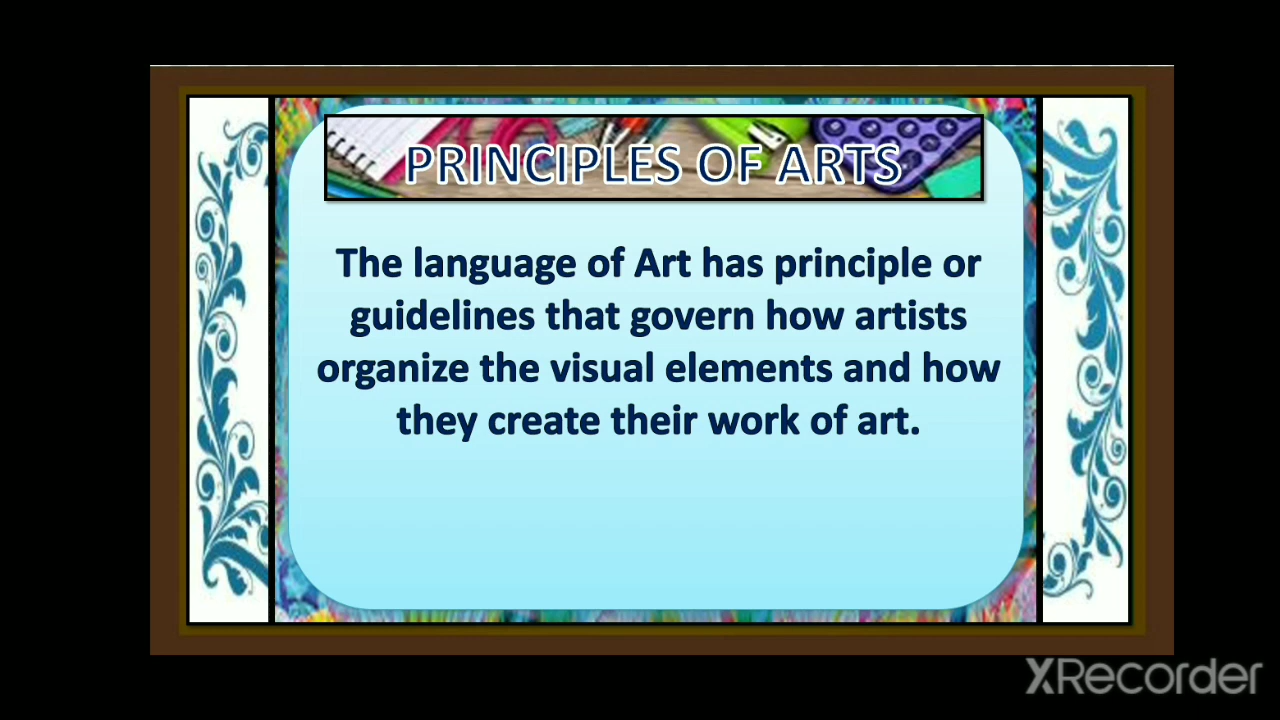 PRINCIPLES OF ARTS
The language of Art has principle or
guidelines that govern how artists
organize the visual elements and how
they create their work of art.
XRecorder